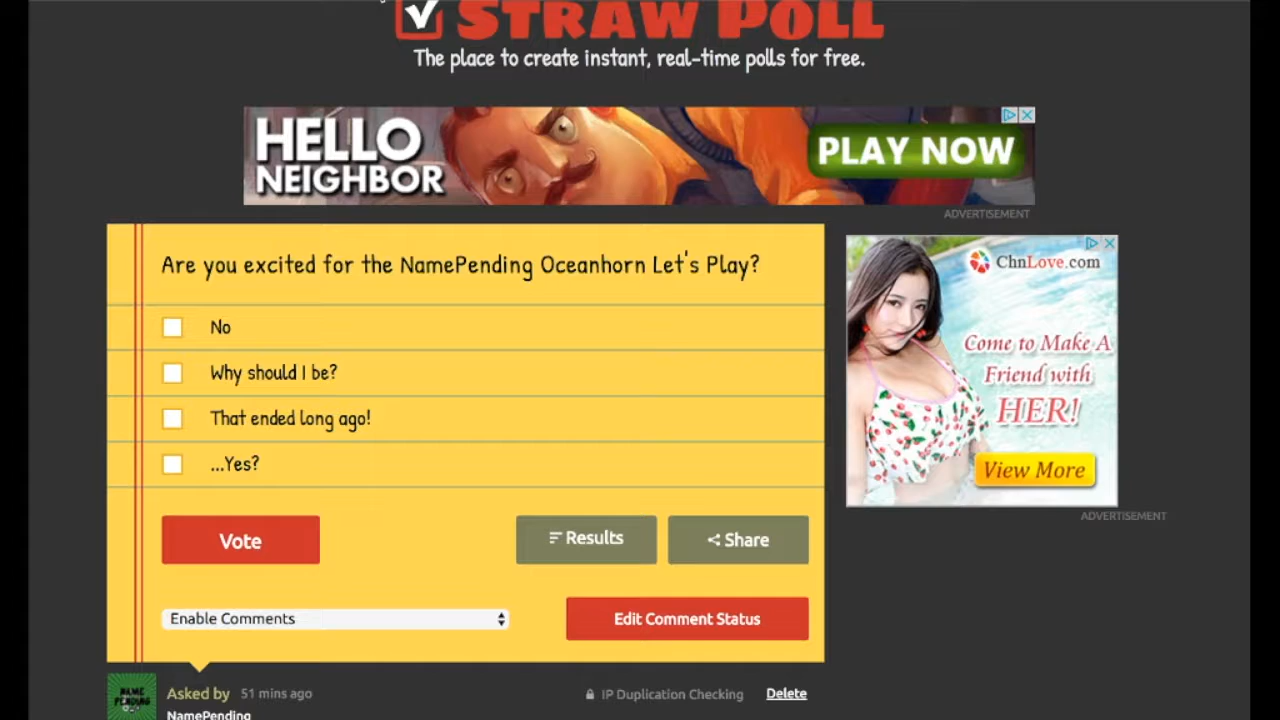 STRAW POLL
The place to create instant, real-time polls for free.
HELLO
NEIGHBOR
PLAY NOW
ADVERTISEMENT
Are you excited for the NamePending Oceanhorn Let's Play?
No
Why should I be?
That ended long ago!
...Yes?
Vote
Results
Share
Enable Comments
Edit Comment Status
ChnLove.com
Come to Make A
Friend with
HER!
View More
ADVERTISEMENT
NAME
PENDING
Asked by 51 mins ago
IP Duplication Checking
Delete
NamePending